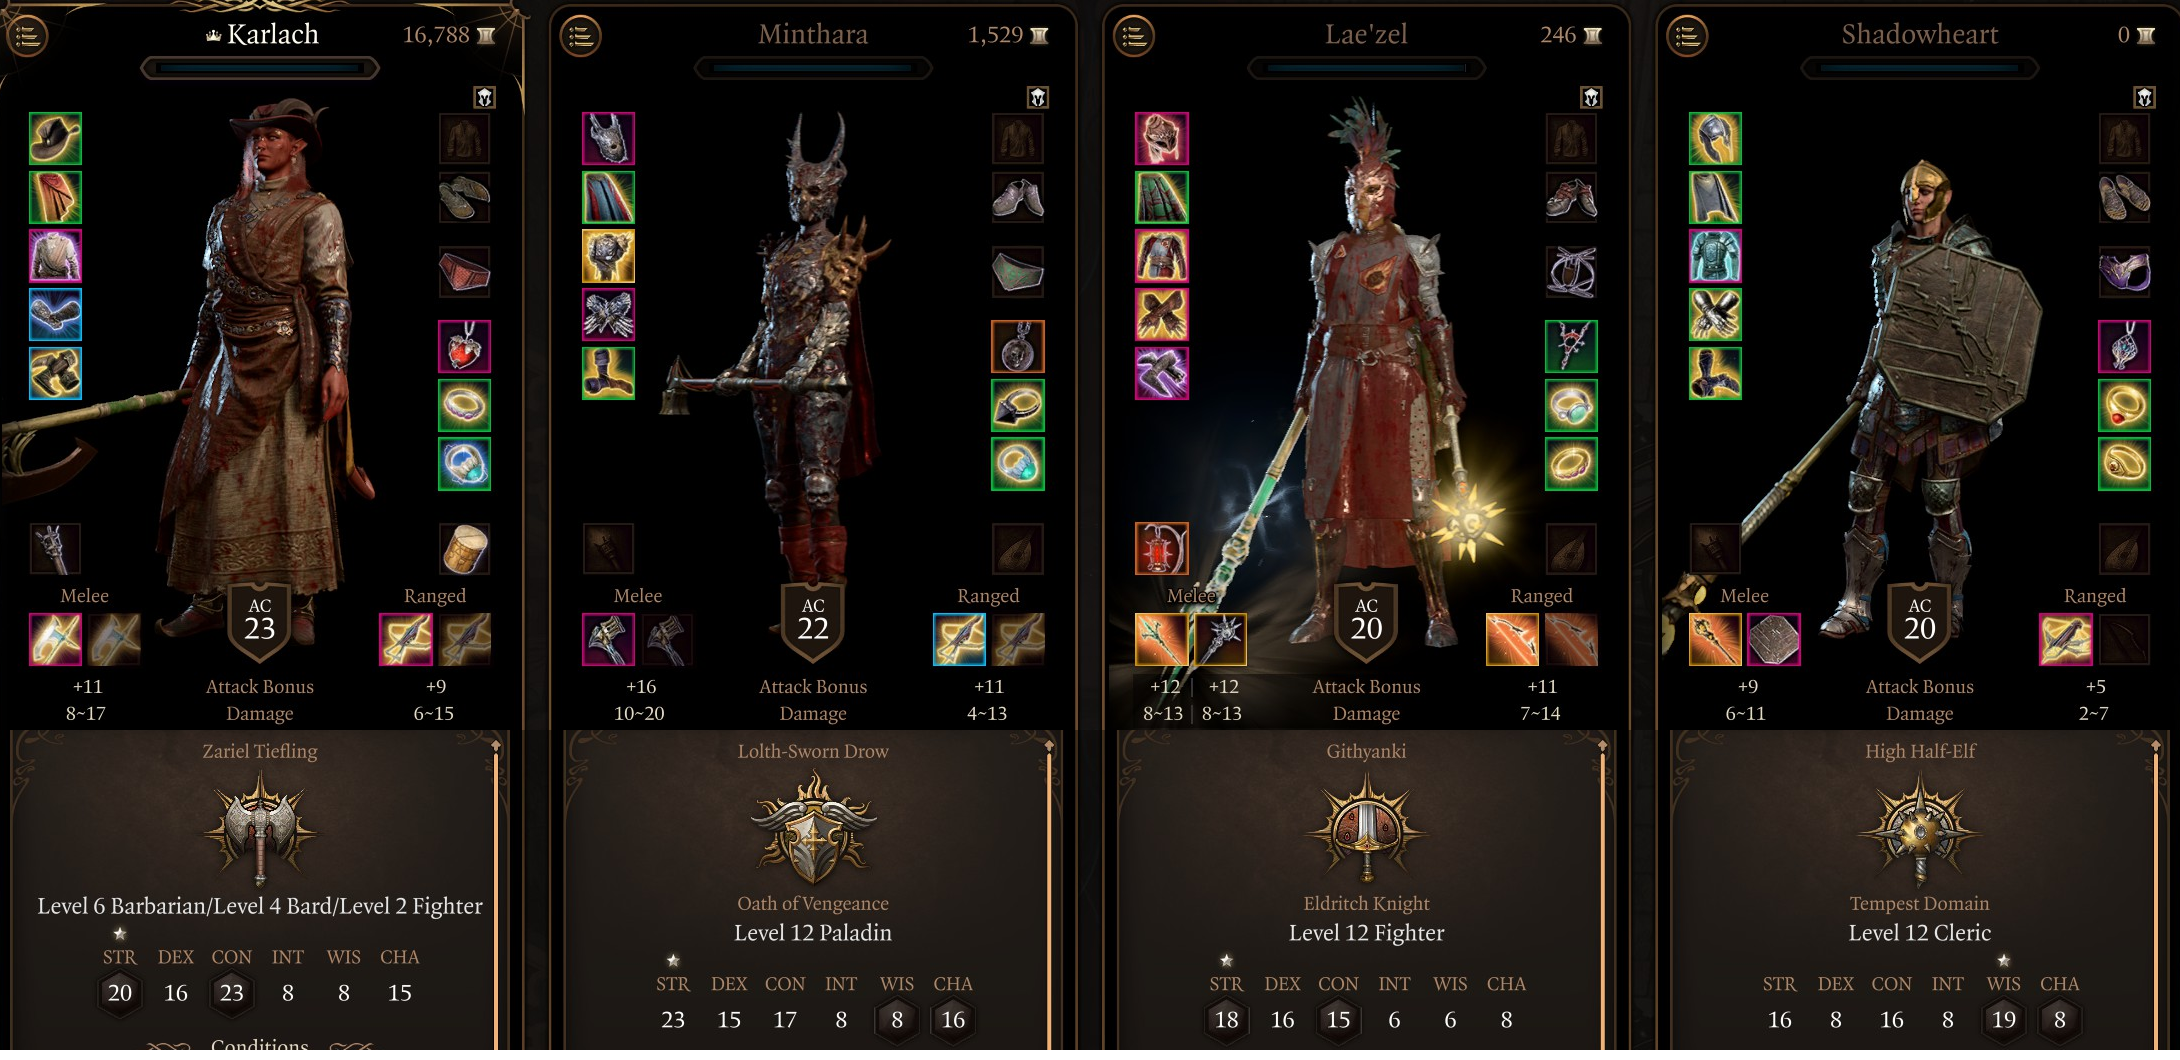 Karlach 16,788
Minthara 1,529
Lae'zel 246
Shadowheart 0
Melee
AC
23
Ranged
+11 Attack Bonus +9
8~17 Damage 6~15
Zariel Tiefling
Level 6 Barbarian/Level 4 Bard/Level 2 Fighter
STR DEX CON INT WIS CHA
20 16 23 8 8 15
Conditions
Melee
AC
22
Ranged
+16 Attack Bonus +11
10~20 Damage 4~13
Lolth-Sworn Drow
Oath of Vengeance
Level 12 Paladin
STR DEX CON INT WIS CHA
23 15 17 8 8 16
Melee
AC
20
Ranged
+12 | +12 Attack Bonus +11
8~13 | 8~13 Damage 7~14
Githyanki
Eldritch Knight
Level 12 Fighter
STR DEX CON INT WIS CHA
18 16 15 6 6 8
Melee
AC
20
Ranged
+9 Attack Bonus +5
6~11 Damage 2~7
High Half-Elf
Tempest Domain
Level 12 Cleric
STR DEX CON INT WIS CHA
16 8 16 8 19 8